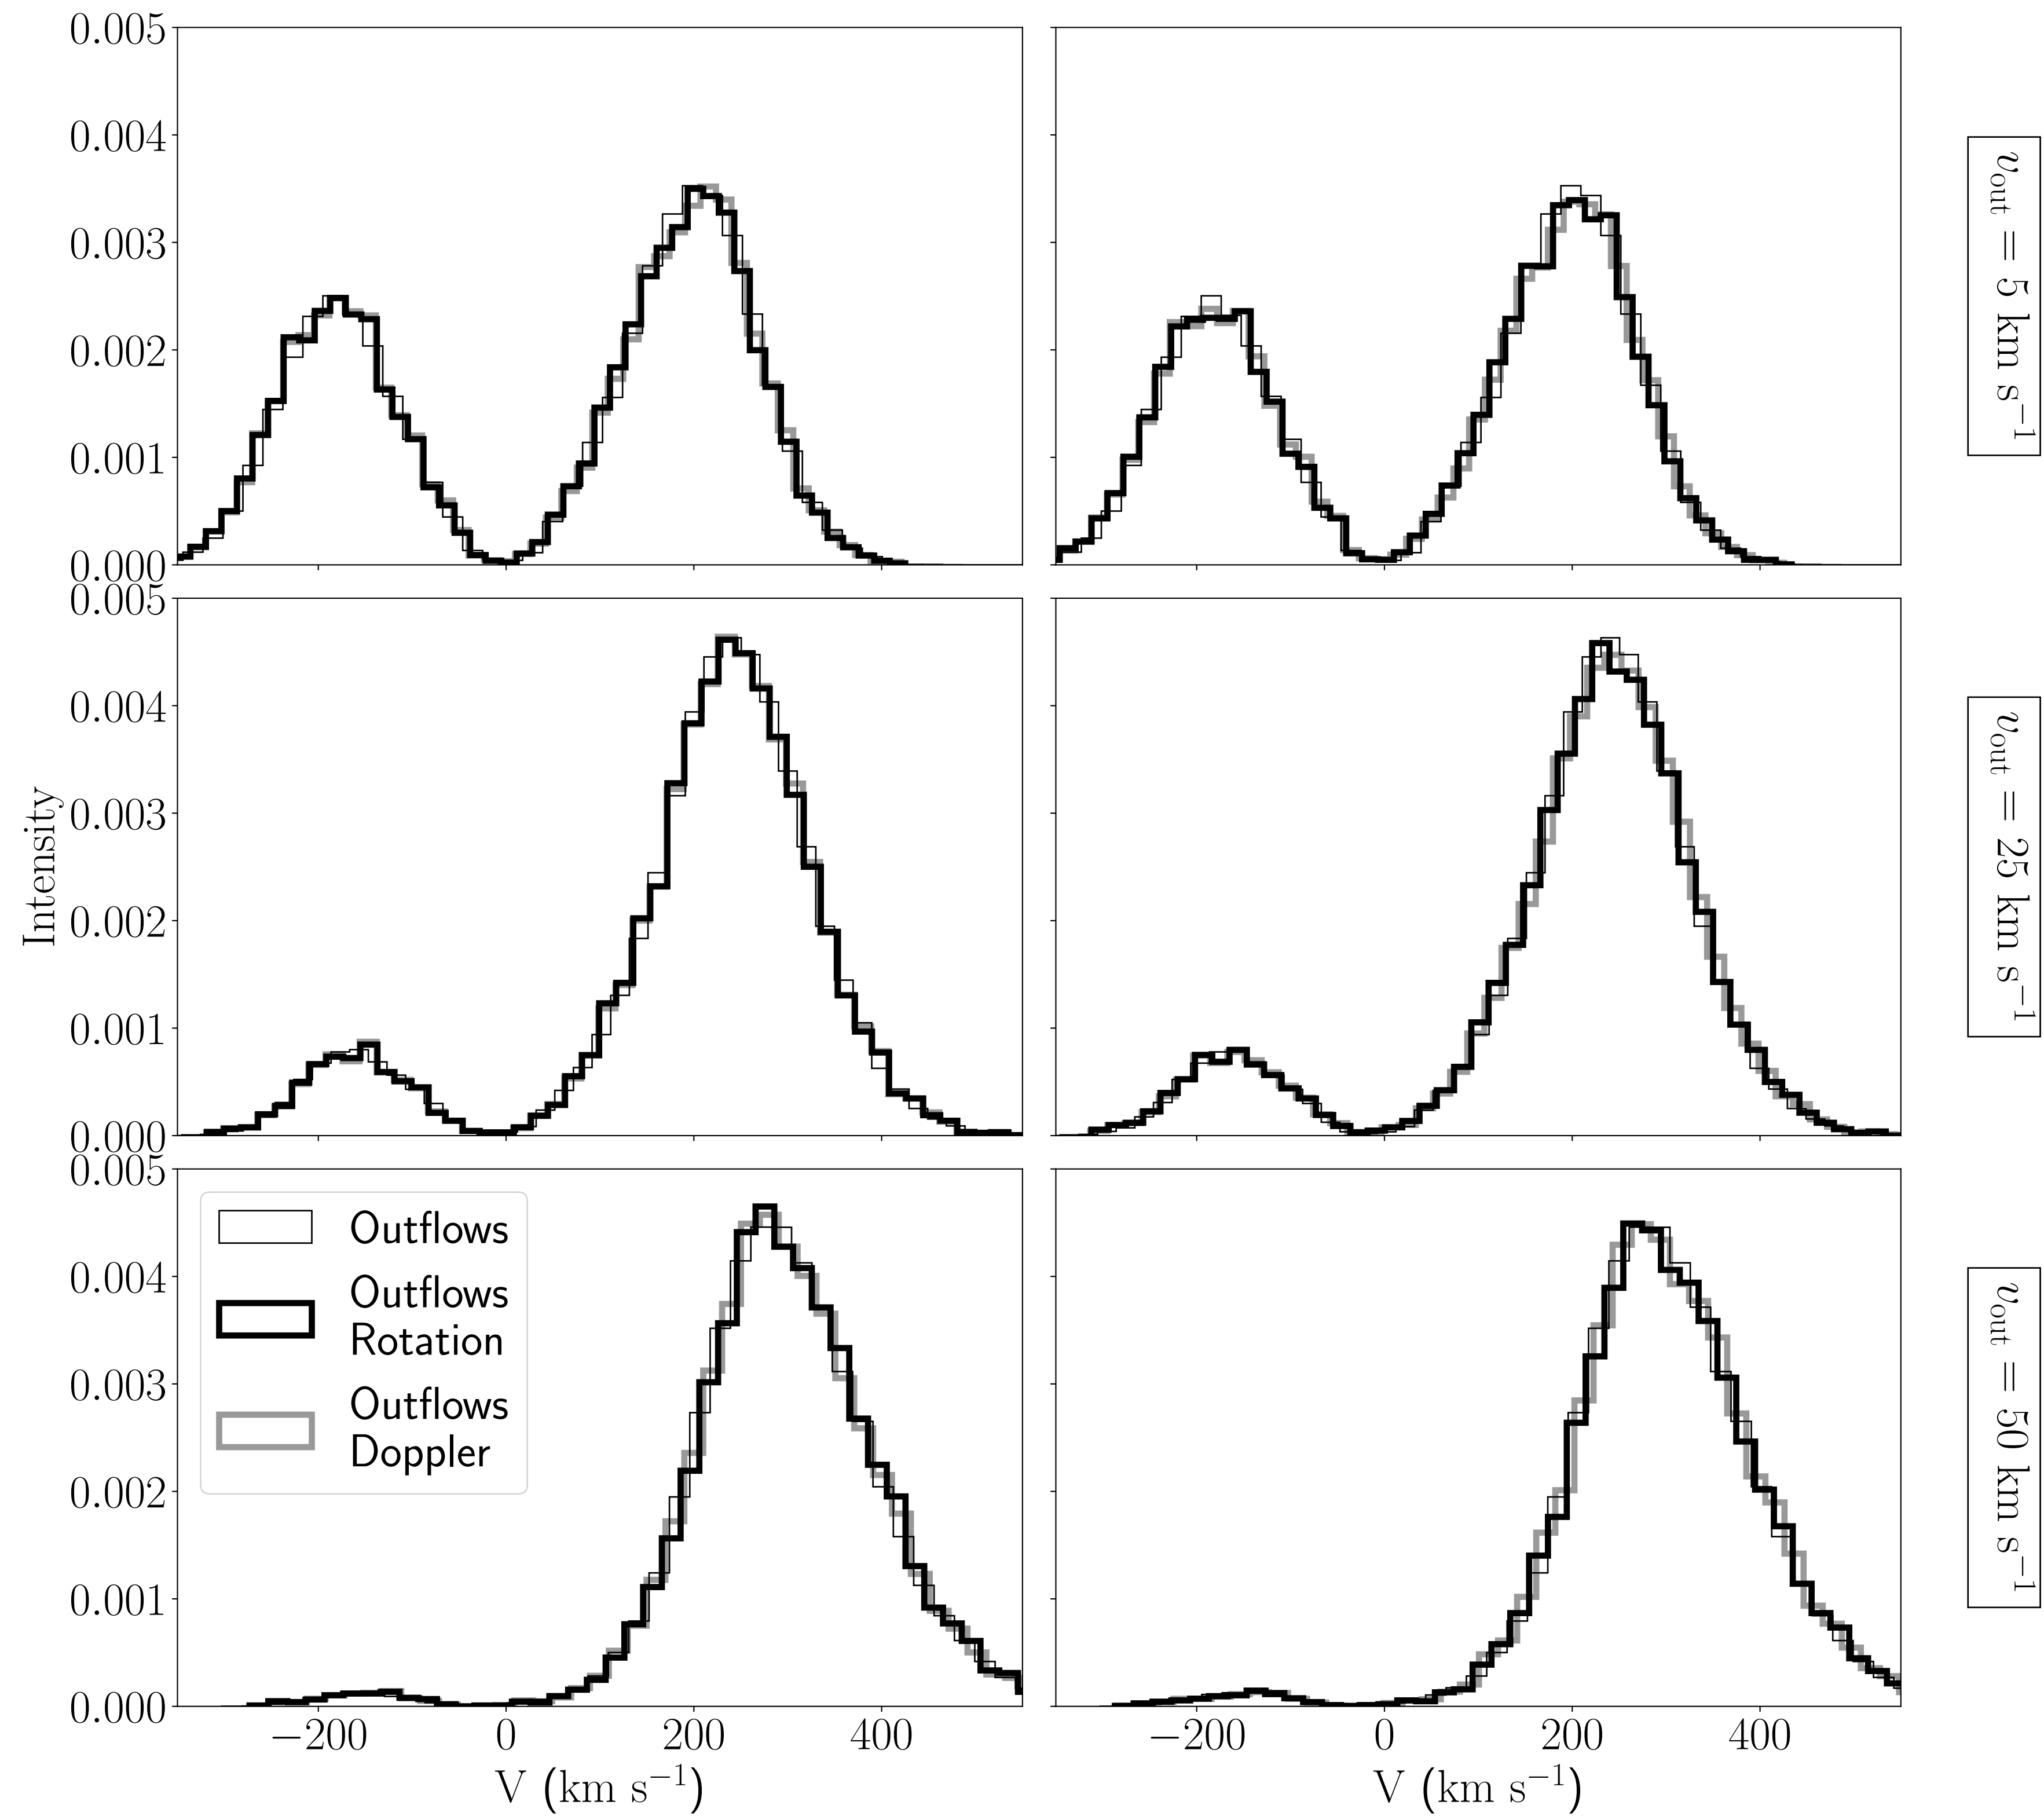 0.005
0.004
0.003
0.002
0.001
0.000
v_out = 5 km s⁻¹
0.005
0.004
0.003
0.002
0.001
0.000
Intensity
v_out = 25 km s⁻¹
0.005
0.004
0.003
0.002
0.001
0.000
Outflows
Outflows
Rotation
Outflows
Doppler
v_out = 50 km s⁻¹
−200 0 200 400
−200 0 200 400
V (km s⁻¹)
V (km s⁻¹)